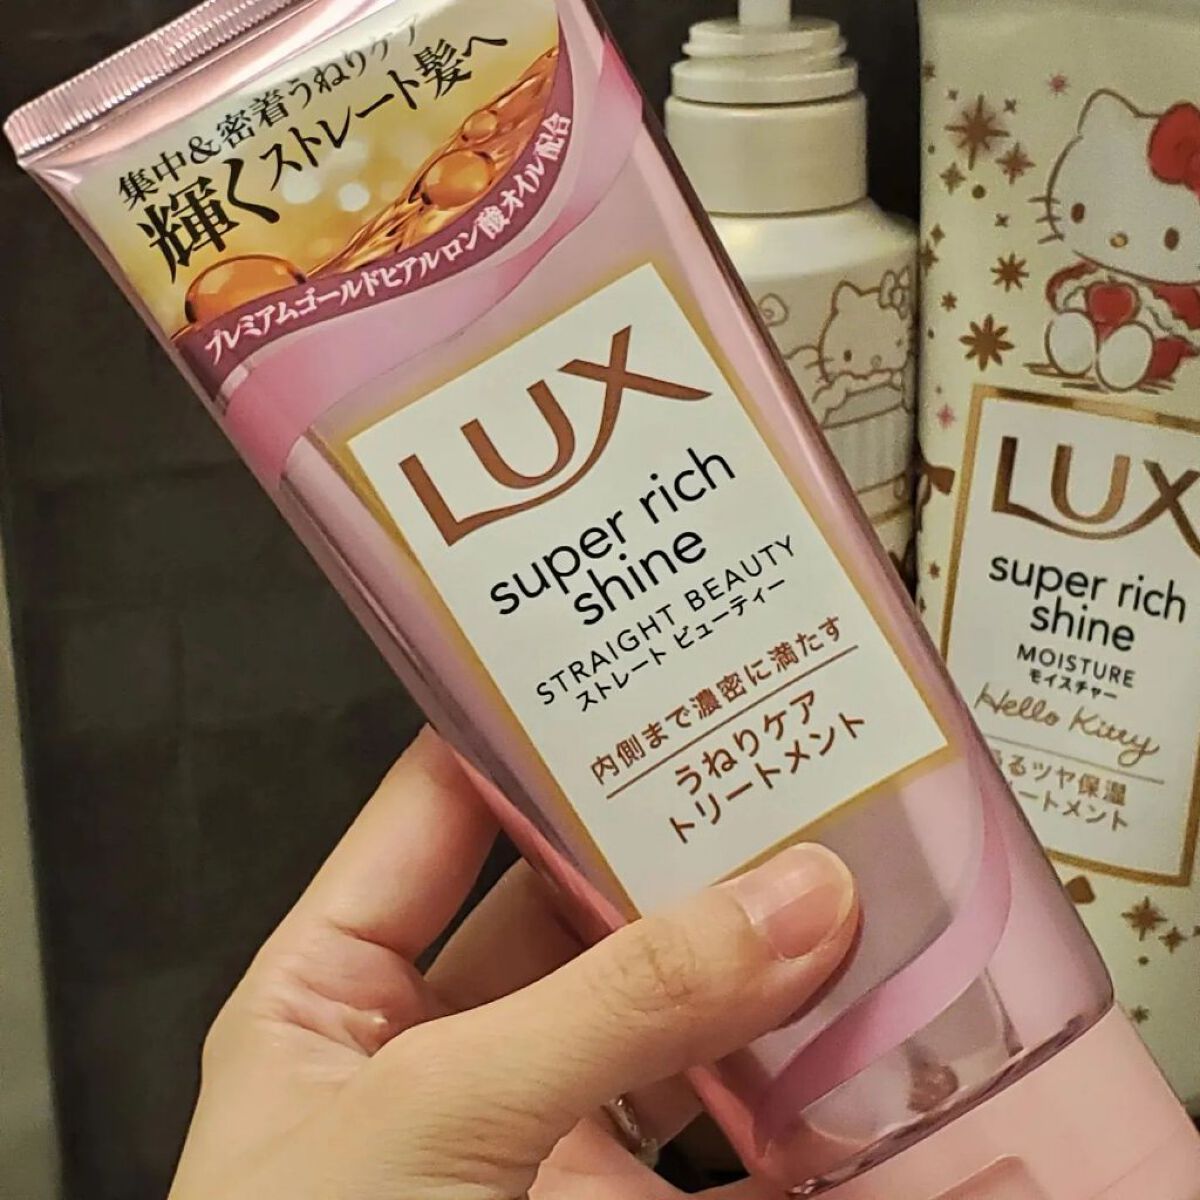 集中&密着うねりケア
輝くストレート髪へ
プレミアムゴールドヒアルロン酸オイル配合
LUX
super rich
shine
STRAIGHT BEAUTY
ストレート ビューティー
内側まで濃密に満たす
うねりケア
トリートメント
LUX
super rich
shine
MOISTURE
モイスチャー
Hello Kitty
るツヤ保湿
ートメント